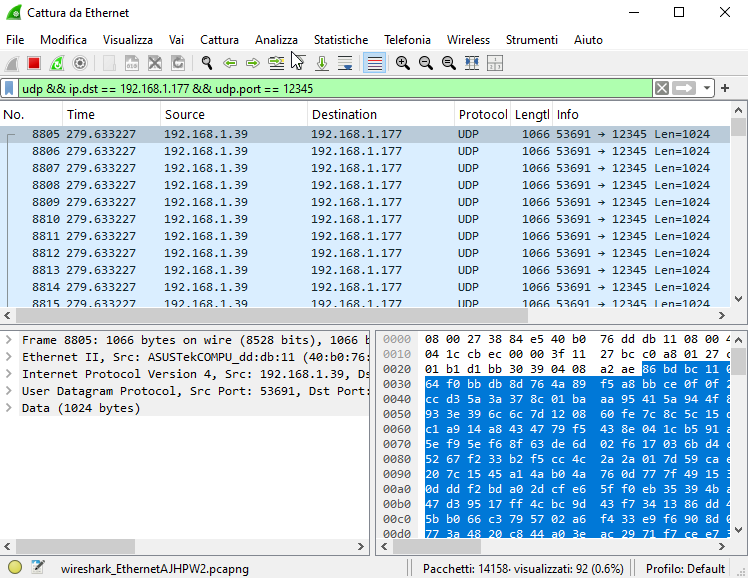 Cattura da Ethernet
File Modifica Visualizza Vai Cattura Analizza Statistiche Telefonia Wireless Strumenti Aiuto
udp && ip.dst == 192.168.1.177 && udp.port == 12345
No. Time Source Destination Protocol Lengtl Info
8805 279.633227 192.168.1.39 192.168.1.177 UDP 1066 53691 → 12345 Len=1024
8806 279.633227 192.168.1.39 192.168.1.177 UDP 1066 53691 → 12345 Len=1024
8807 279.633227 192.168.1.39 192.168.1.177 UDP 1066 53691 → 12345 Len=1024
8808 279.633227 192.168.1.39 192.168.1.177 UDP 1066 53691 → 12345 Len=1024
8809 279.633227 192.168.1.39 192.168.1.177 UDP 1066 53691 → 12345 Len=1024
8810 279.633227 192.168.1.39 192.168.1.177 UDP 1066 53691 → 12345 Len=1024
8811 279.633227 192.168.1.39 192.168.1.177 UDP 1066 53691 → 12345 Len=1024
8812 279.633227 192.168.1.39 192.168.1.177 UDP 1066 53691 → 12345 Len=1024
8813 279.633227 192.168.1.39 192.168.1.177 UDP 1066 53691 → 12345 Len=1024
8814 279.633227 192.168.1.39 192.168.1.177 UDP 1066 53691 → 12345 Len=1024
8815 279.633227 192.168.1.39 192.168.1.177 UDP 1066 53691 → 12345 Len=1024
Frame 8805: 1066 bytes on wire (8528 bits), 1066 b
Ethernet II, Src: ASUSTekCOMPU_dd:db:11 (40:b0:76:
Internet Protocol Version 4, Src: 192.168.1.39, Ds
User Datagram Protocol, Src Port: 53691, Dst Port:
Data (1024 bytes)
0000 08 00 27 38 84 e5 40 b0 76 dd db 11 08 00 4
0010 04 1c cb ec 00 00 3f 11 27 bc c0 a8 01 27 c
0020 01 b1 d1 bb 30 39 04 08 a2 ae 86 bd bc 11 0
0030 64 f0 bb db 8d 76 4a 89 f5 a8 bb ce 0f 0f 2
0040 cc d3 5a 3a 37 8c 01 ba aa 95 41 5a 94 4f 8
0050 93 3e 39 6c 6c 7d 12 08 60 fe 7c 8c 5c 15 d
0060 c1 a9 14 a8 43 47 79 f5 43 8e 04 1c b5 91 a
0070 5e f9 5e f6 8f 63 de 6d 02 f6 17 03 6b d4 c
0080 52 67 f2 33 b2 f5 cc 4c 2a 2a 01 7d 59 ca e
0090 20 7c 15 45 a1 4a b0 4a 76 0d 77 7f 49 15 3
00a0 0d dd f2 bd a0 2d cf e6 5f f0 eb 35 39 4b a
00b0 47 d3 95 17 ff 4c bc 9d 43 f7 34 13 86 dd 4
00c0 5b b0 66 c3 79 57 02 a6 f4 33 e9 f6 90 8d 0
00d0 77 3a 48 20 c8 44 a0 3e ac 29 71 f7 ce e7 3
wireshark_EthernetAJHPW2.pcapng Pacchetti: 14158· visualizzati: 92 (0.6%) Profilo: Default